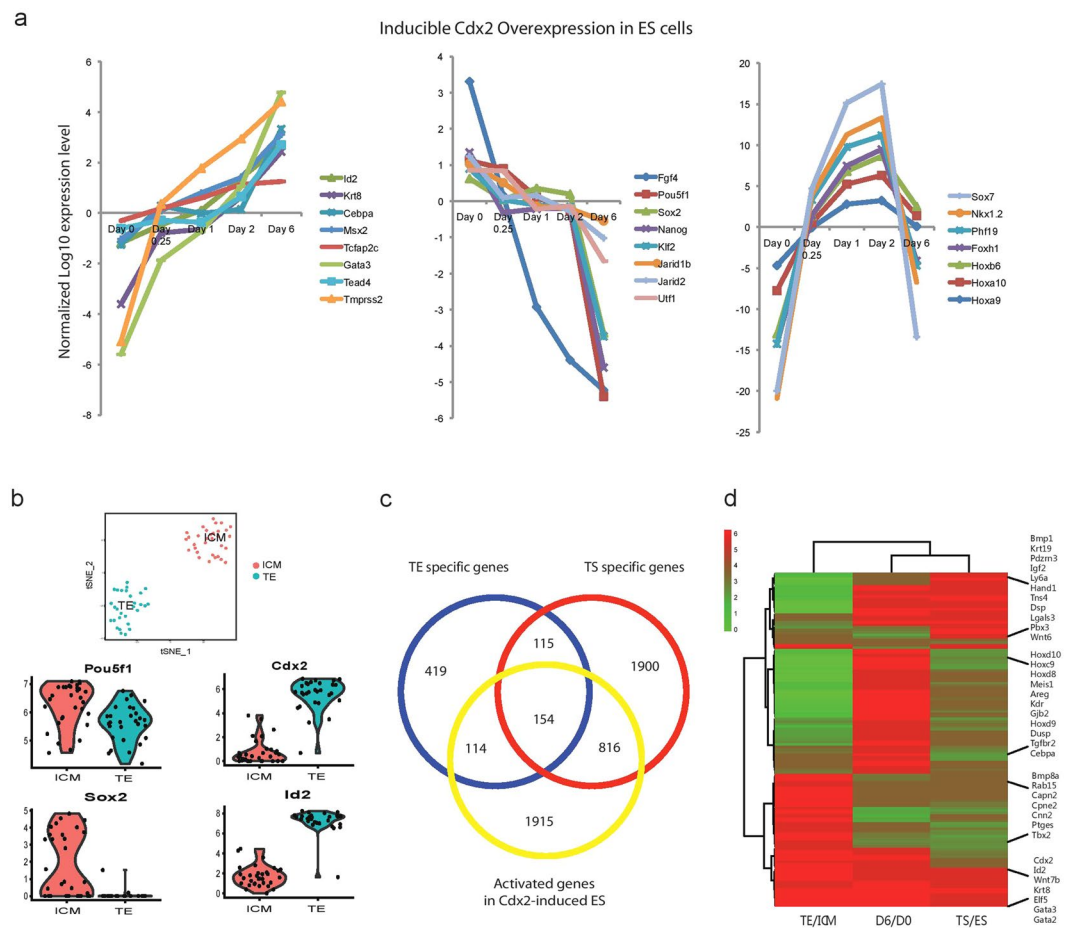 a
Inducible Cdx2 Overexpression in ES cells
Normalized Log10 expression level
6
4
2
0
-2
-4
-6
-8
Day 0
Day 0.25
Day 1
Day 2
Day 6
Id2
Krt8
Cebpa
Msx2
Tcfap2c
Gata3
Tead4
Tmprss2
4
3
2
1
0
-1
-2
-3
-4
-5
-6
Day 0
Day 0.25
Day 1
Day 2
Day 6
Fgf4
Pou5f1
Sox2
Nanog
Klf2
Jarid1b
Jarid2
Utf1
20
15
10
5
0
-5
-10
-15
-20
-25
Day 0
Day 0.25
Day 1
Day 2
Day 6
Sox7
Nkx1.2
Phf19
Foxh1
Hoxb6
Hoxa10
Hoxa9
b
tSNE_2
ICM
TE
tSNE_1
ICM
TE
Pou5f1
7
6
5
ICM
TE
Cdx2
6
4
2
0
ICM
TE
Sox2
5
4
3
2
1
0
ICM
TE
Id2
8
6
4
2
0
ICM
TE
c
TE specific genes
TS specific genes
419
115
1900
154
114
816
1915
Activated genes
in Cdx2-induced ES
d
6
5
4
3
2
1
0
Bmp1
Krt19
Pdzrn3
Igf2
Ly6a
Hand1
Tns4
Dsp
Lgals3
Pbx3
Wnt6
Hoxd10
Hoxc9
Hoxd8
Meis1
Areg
Kdr
Gjb2
Hoxd9
Dusp
Tgfbr2
Cebpa
Bmp8a
Rab15
Capn2
Cpne2
Cnn2
Ptges
Tbx2
Cdx2
Id2
Wnt7b
Krt8
Elf5
Gata3
Gata2
TE/ICM
D6/D0
TS/ES